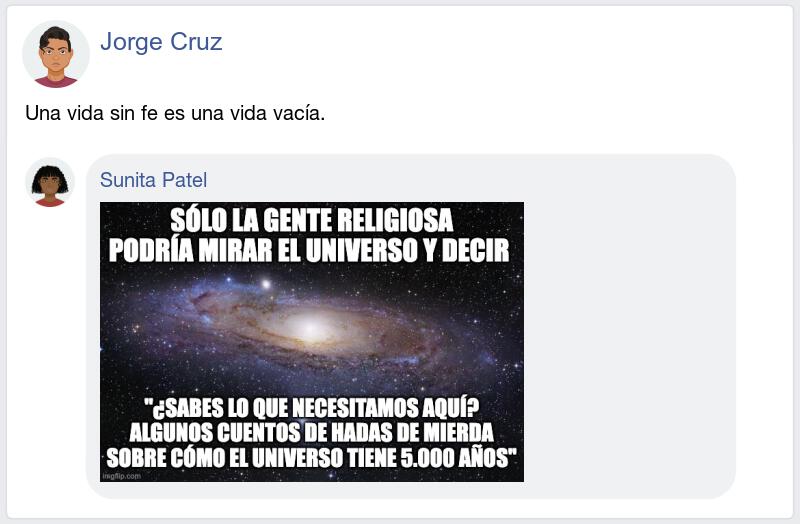 Jorge Cruz
Una vida sin fe es una vida vacía.
Sunita Patel
SÓLO LA GENTE RELIGIOSA
PODRÍA MIRAR EL UNIVERSO Y DECIR
"¿SABES LO QUE NECESITAMOS AQUÍ?
ALGUNOS CUENTOS DE HADAS DE MIERDA
SOBRE CÓMO EL UNIVERSO TIENE 5.000 AÑOS"
imgflip.com